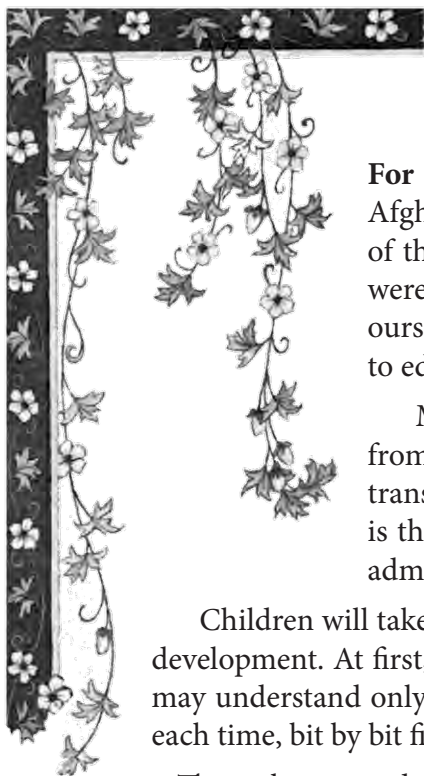 For
Afgh
of th
were
ours
to ed
M
from
trans
is th
adm
Children will take
development. At first,
may understand only
each time, bit by bit fi